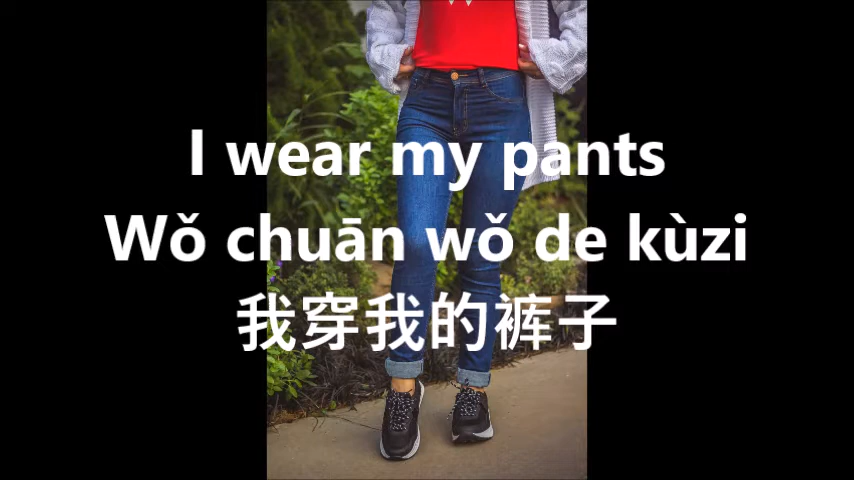 I wear my pants
Wǒ chuān wǒ de kùzi
我穿我的裤子